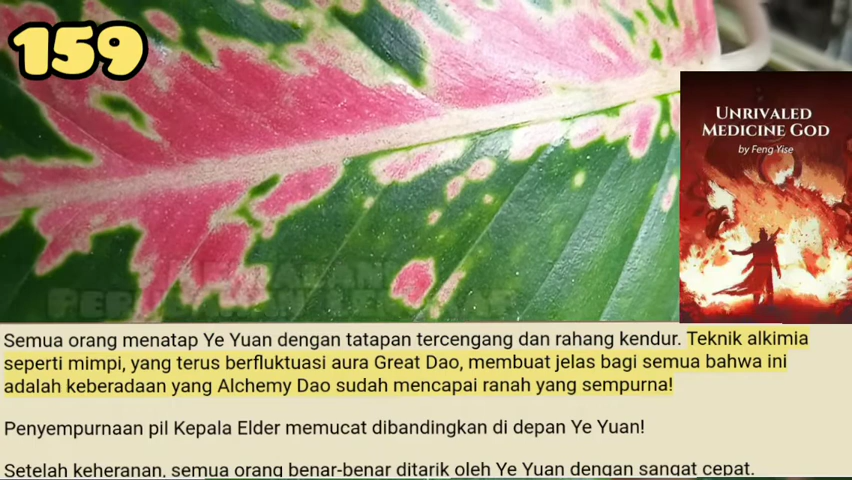 159
UNRIVALED
MEDICINE GOD
by Feng Yise
Semua orang menatap Ye Yuan dengan tatapan tercengang dan rahang kendur. Teknik alkimia
seperti mimpi, yang terus berfluktuasi aura Great Dao, membuat jelas bagi semua bahwa ini
adalah keberadaan yang Alchemy Dao sudah mencapai ranah yang sempurna!
Penyempurnaan pil Kepala Elder memucat dibandingkan di depan Ye Yuan!
Setelah keheranan, semua orang benar-benar ditarik oleh Ye Yuan dengan sangat cepat.